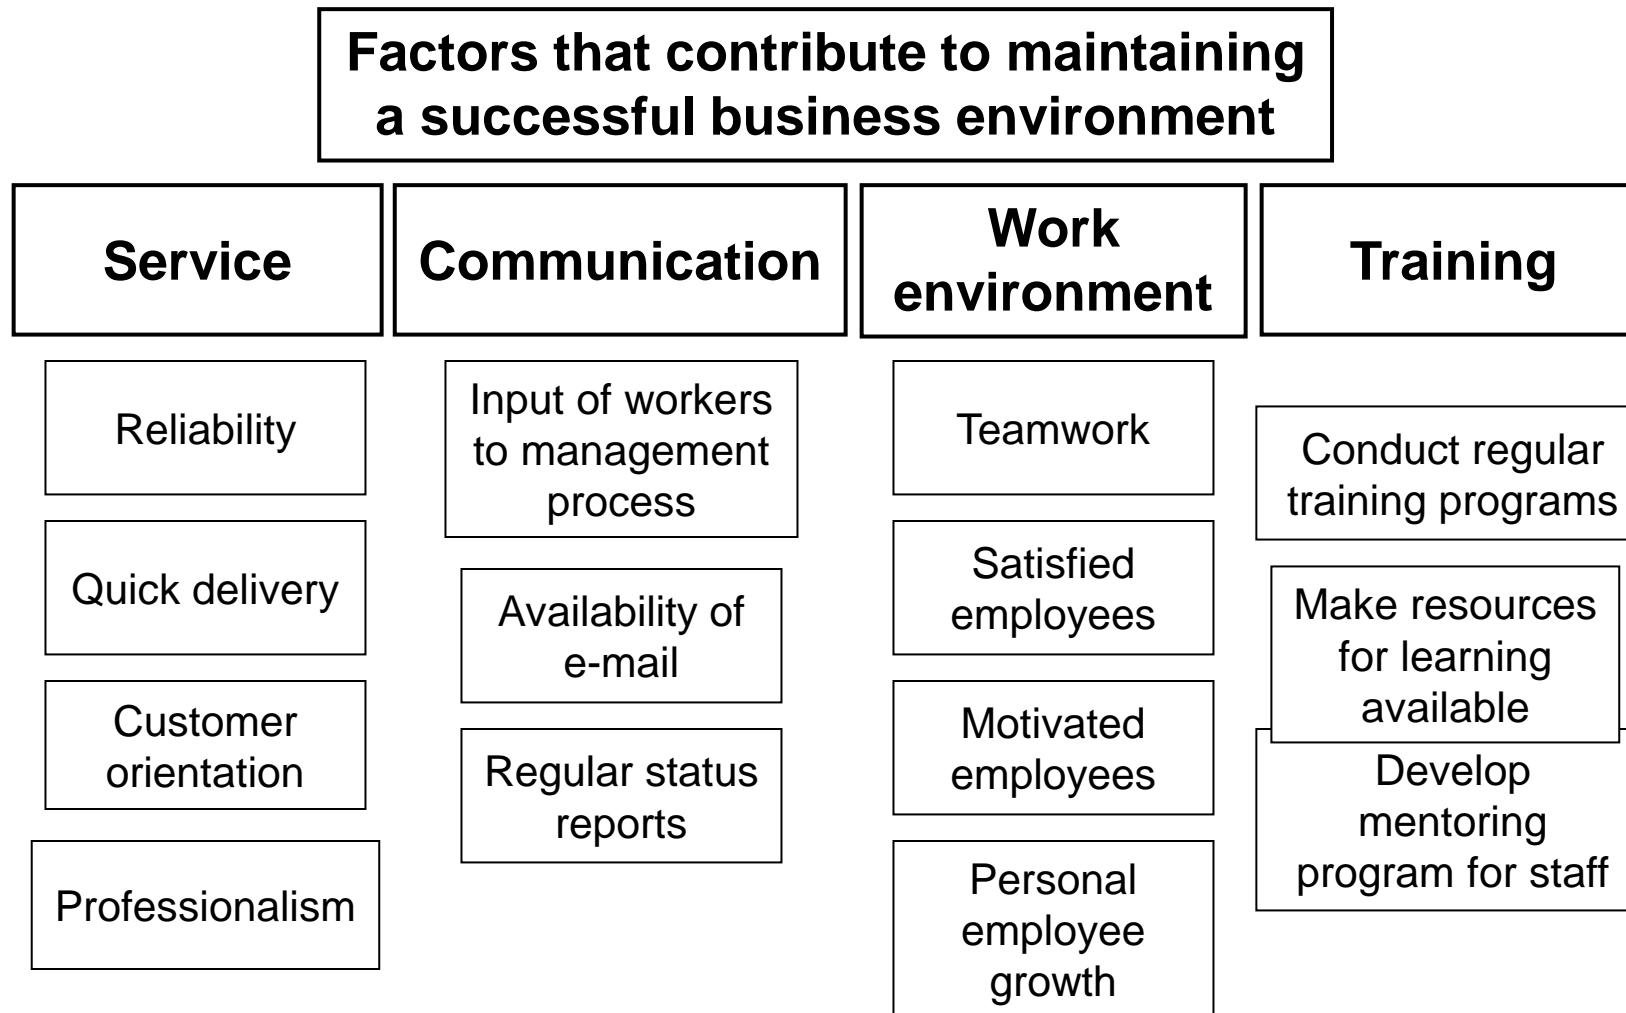 Factors that contribute to maintaining
a successful business environment
Service
Communication
Work
environment
Training
Reliability
Quick delivery
Customer
orientation
Professionalism
Input of workers
to management
process
Availability of
e-mail
Regular status
reports
Teamwork
Satisfied
employees
Motivated
employees
Personal
employee
growth
Conduct regular
training programs
Make resources
for learning
available
Develop
mentoring
program for staff